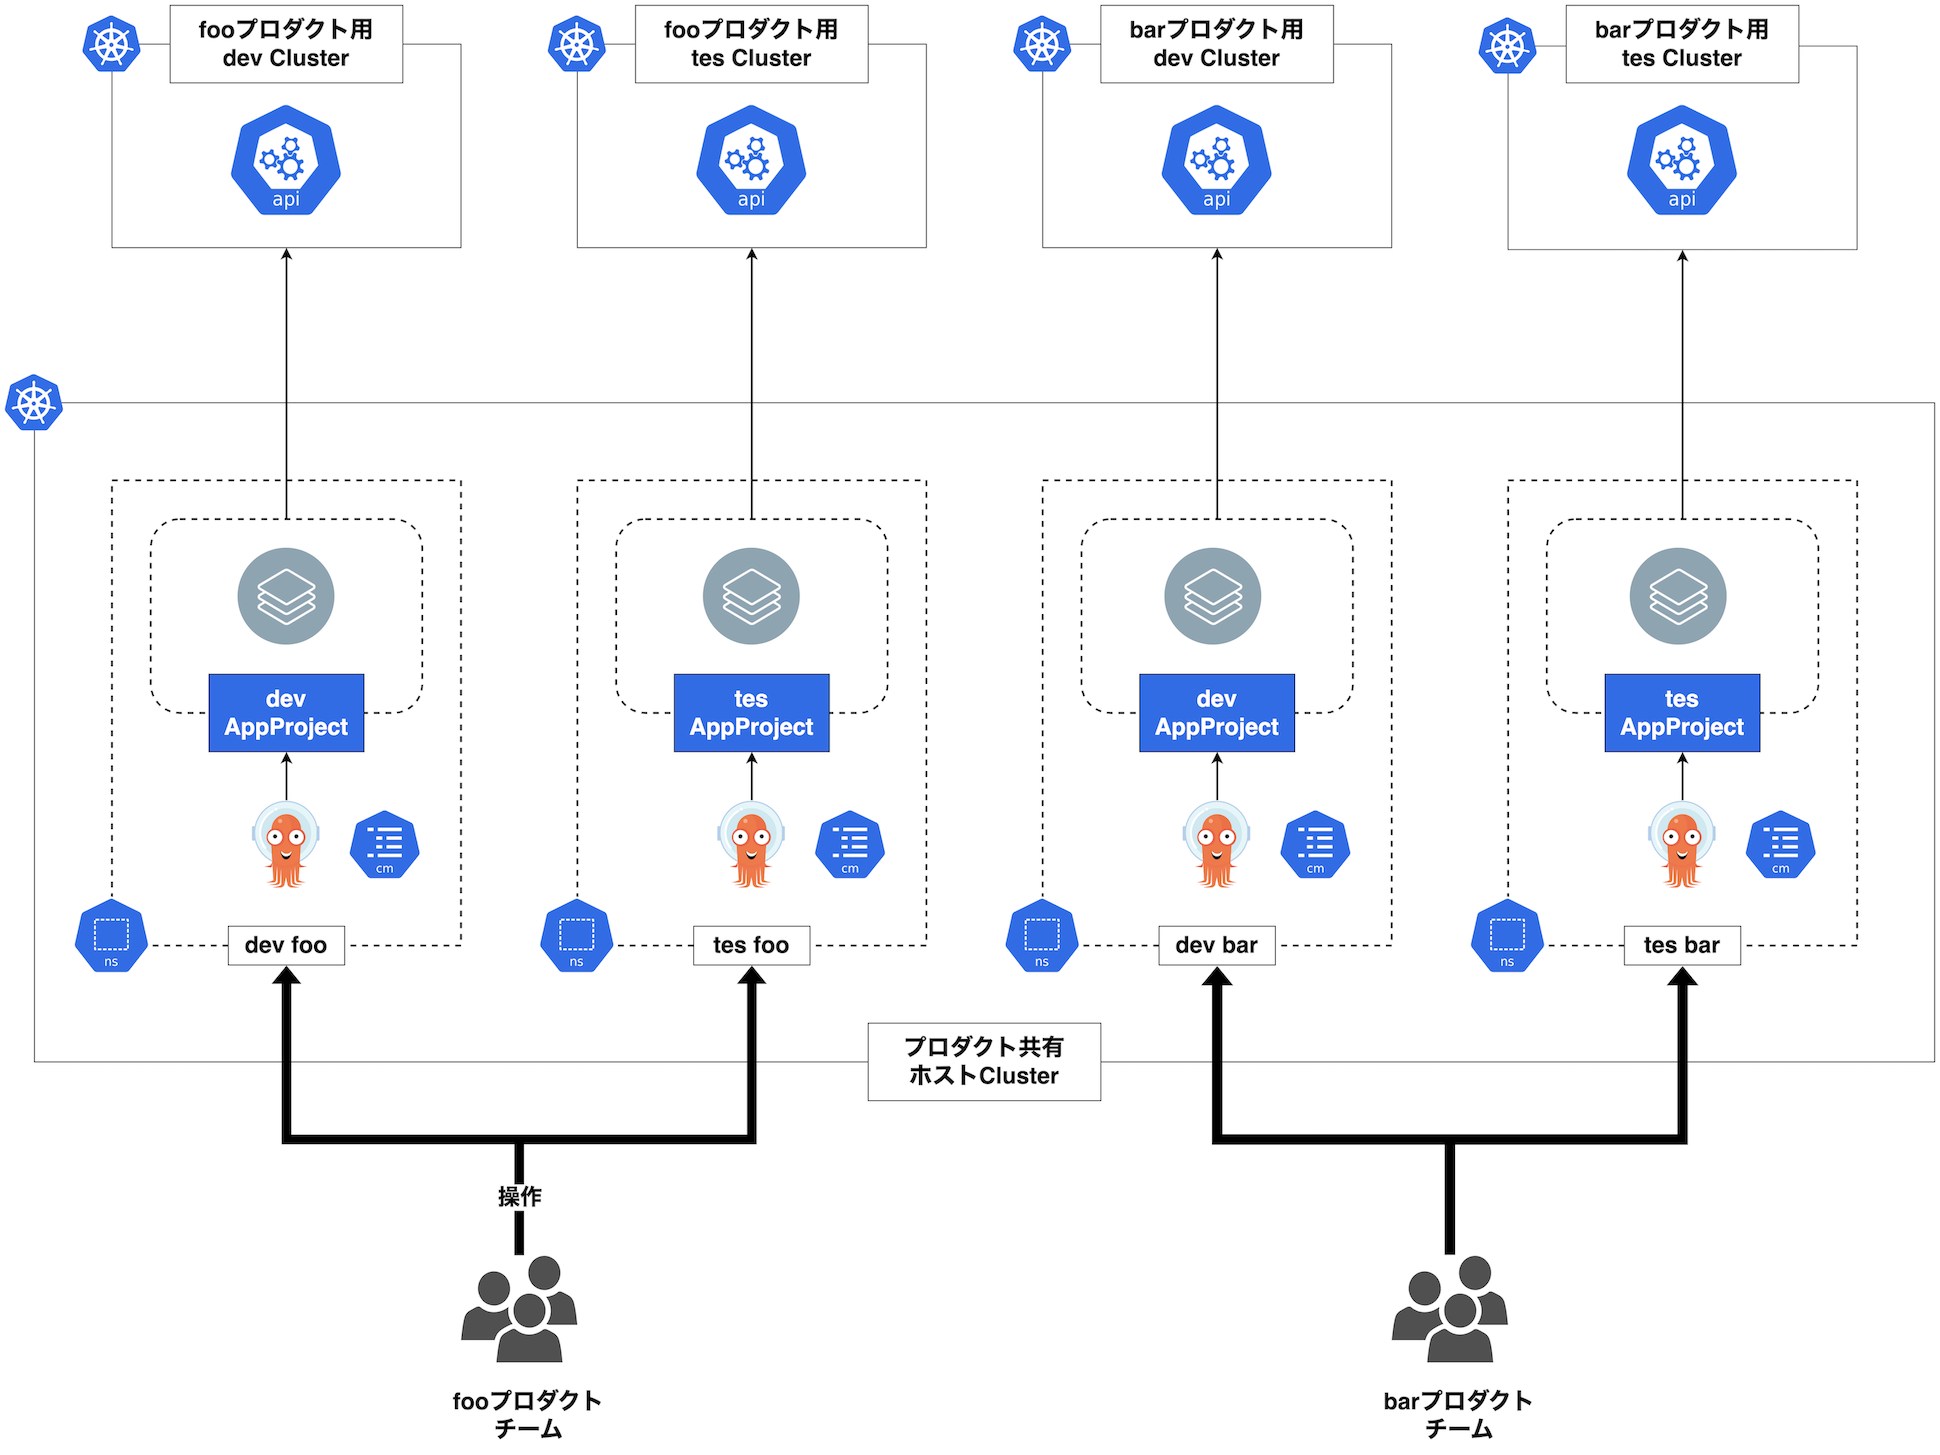 fooプロダクト用
dev Cluster
fooプロダクト用
tes Cluster
barプロダクト用
dev Cluster
barプロダクト用
tes Cluster
api
api
api
api
dev
AppProject
tes
AppProject
dev
AppProject
tes
AppProject
cm
cm
cm
cm
ns
dev foo
ns
tes foo
ns
dev bar
ns
tes bar
プロダクト共有
ホストCluster
操作
fooプロダクト
チーム
barプロダクト
チーム